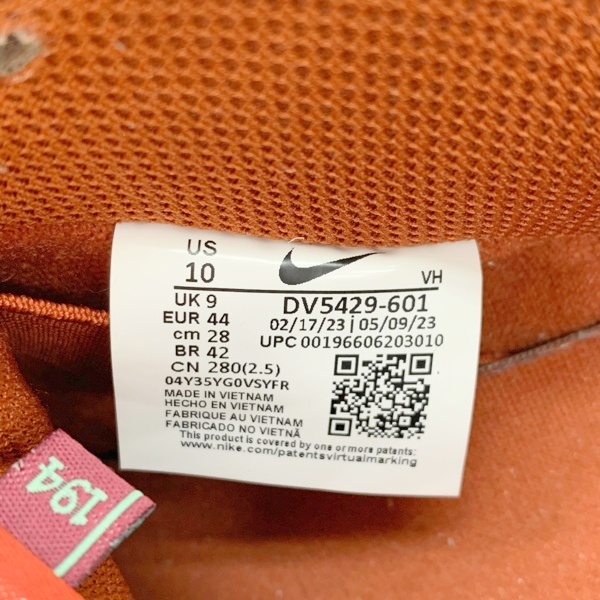 US
10
VH
UK 9
DV5429-601
EUR 44
02/17/23 | 05/09/23
cm 28
UPC 00196606203010
BR 42
CN 280(2.5)
04Y35YG0VSYFR
MADE IN VIETNAM
HECHO EN VIETNAM
FABRIQUE AU VIETNAM
FABRICADO NO VIETNÃ
This product is covered by one or more patents:
www.nike.com/patentsvirtualmarking
194